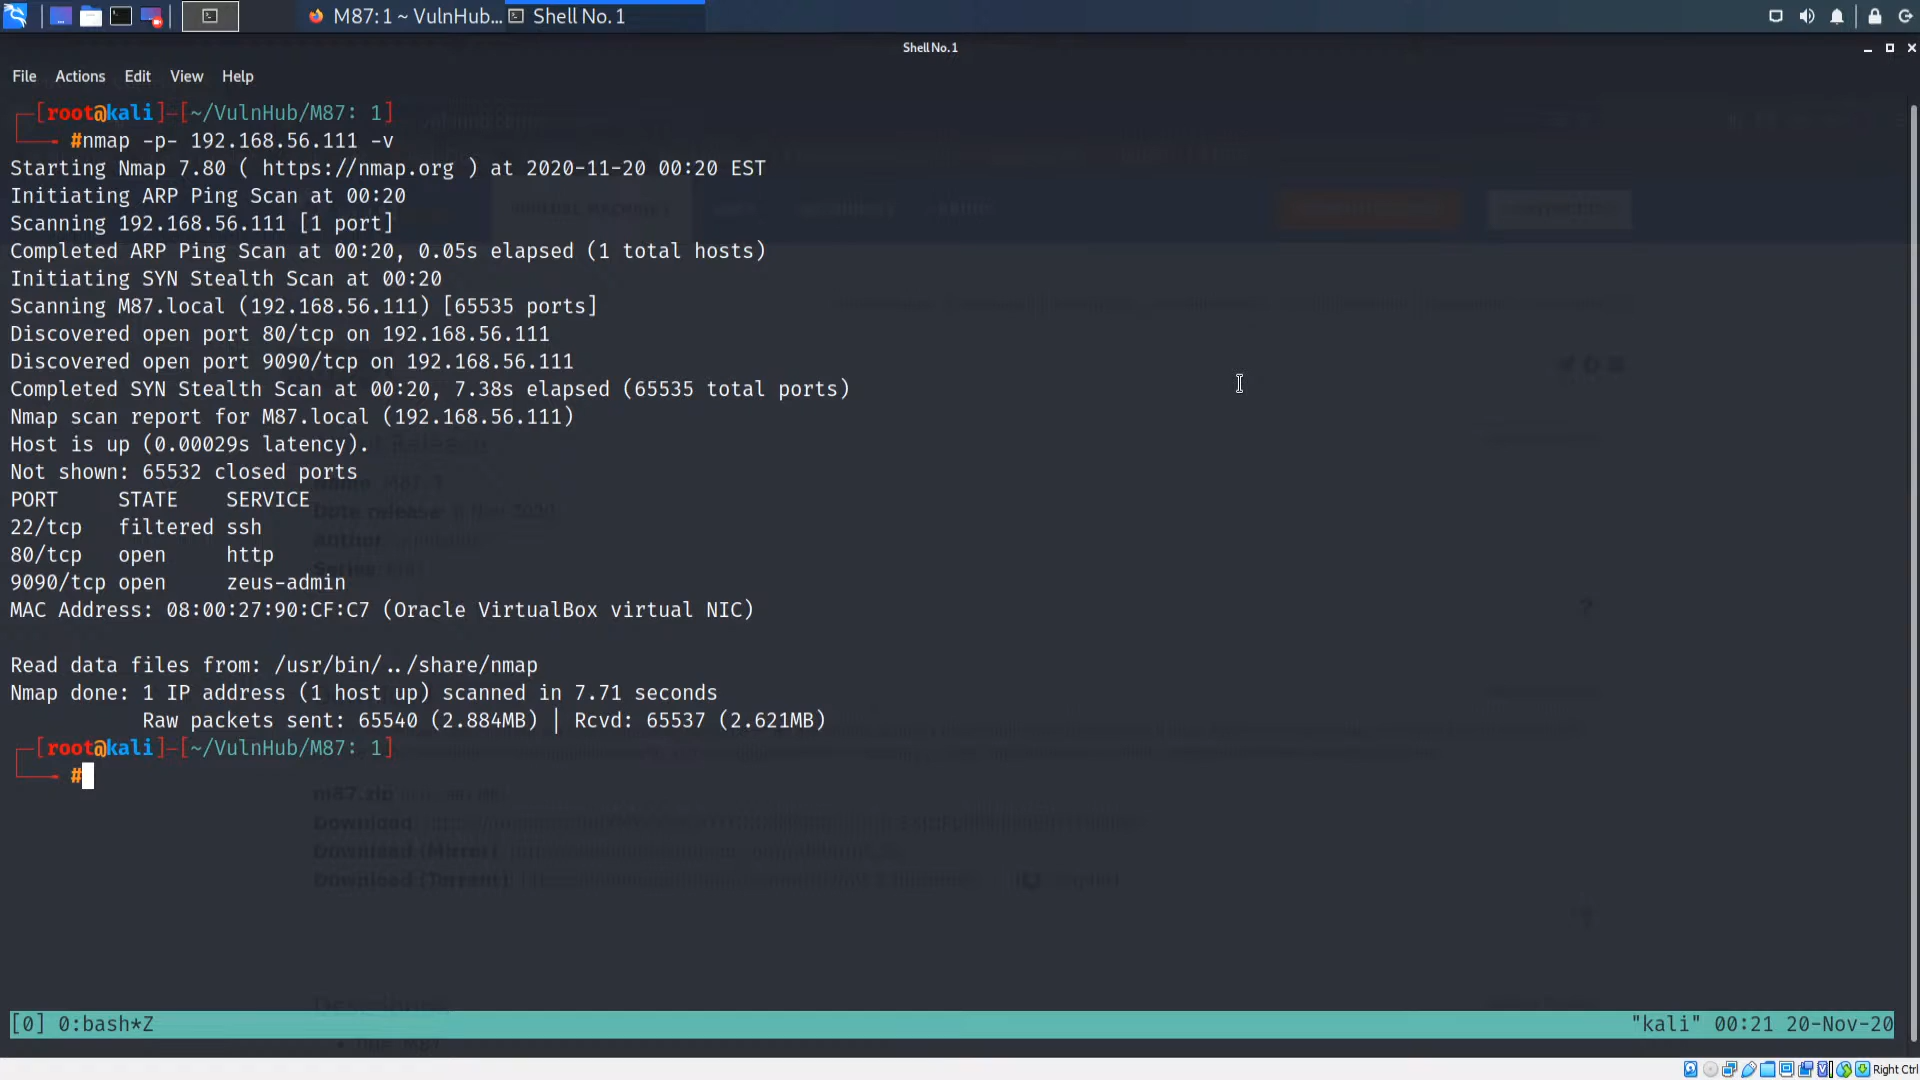 M87:1 ~ VulnHub...
Shell No. 1
Shell No. 1
File Actions Edit View Help
[root@kali]-[~/VulnHub/M87: 1]
#nmap -p- 192.168.56.111 -v
Starting Nmap 7.80 ( https://nmap.org ) at 2020-11-20 00:20 EST
Initiating ARP Ping Scan at 00:20
Scanning 192.168.56.111 [1 port]
Completed ARP Ping Scan at 00:20, 0.05s elapsed (1 total hosts)
Initiating SYN Stealth Scan at 00:20
Scanning M87.local (192.168.56.111) [65535 ports]
Discovered open port 80/tcp on 192.168.56.111
Discovered open port 9090/tcp on 192.168.56.111
Completed SYN Stealth Scan at 00:20, 7.38s elapsed (65535 total ports)
Nmap scan report for M87.local (192.168.56.111)
Host is up (0.00029s latency).
Not shown: 65532 closed ports
PORT     STATE    SERVICE
22/tcp   filtered ssh
80/tcp   open     http
9090/tcp open     zeus-admin
MAC Address: 08:00:27:90:CF:C7 (Oracle VirtualBox virtual NIC)
Read data files from: /usr/bin/../share/nmap
Nmap done: 1 IP address (1 host up) scanned in 7.71 seconds
Raw packets sent: 65540 (2.884MB) | Rcvd: 65537 (2.621MB)
[root@kali]-[~/VulnHub/M87: 1]
#
m87.zip
Download
Download (Mirror)
Download (Torrent)
[0] 0:bash*Z "kali" 00:21 20-Nov-20
Right Ctrl